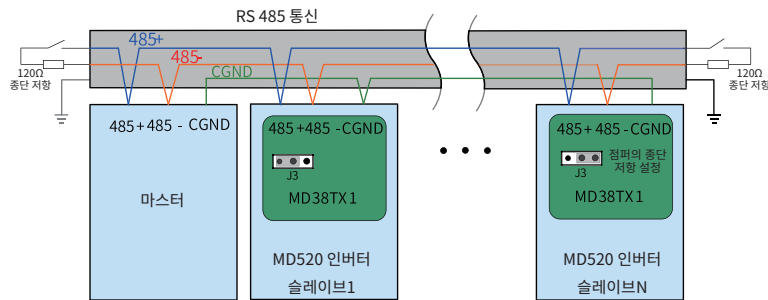 RS 485 통신
485+
485-
CGND
120Ω
종단 저항
120Ω
종단 저항
485+ 485 - CGND
마스터
485+485 -CGND
J3
MD38TX1
MD520 인버터
슬레이브1
485+ 485 -CGND
J3
점퍼의 종단
저항 설정
MD38TX1
MD520 인버터
슬레이브N